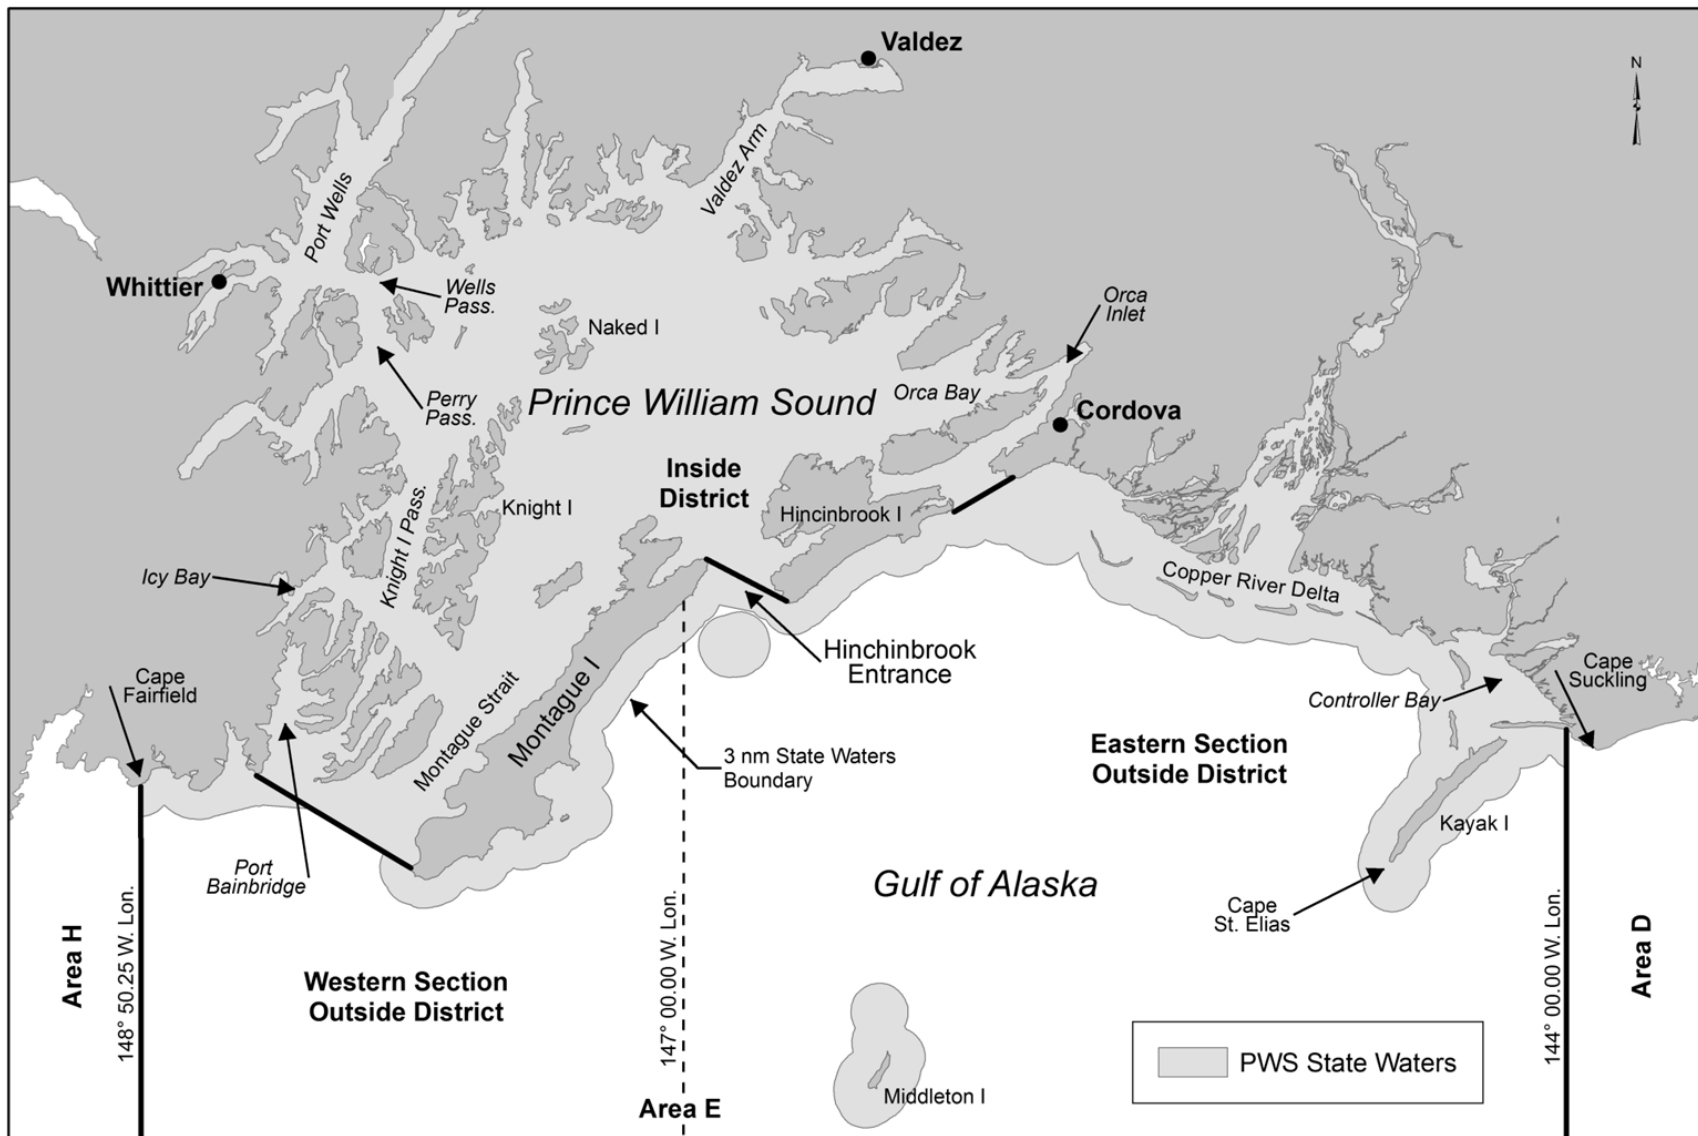 Valdez
N
Valdez Arm
Port Wells
Whittier
Wells
Pass.
Orca
Inlet
Naked I
Perry
Pass.
Prince William Sound
Orca Bay
Cordova
Inside
District
Knight I Pass.
Knight I
Hincinbrook I
Icy Bay
Copper River Delta
Hinchinbrook
Entrance
Cape
Fairfield
Cape
Suckling
Controller Bay
Montague Strait
Montague I
3 nm State Waters
Boundary
Eastern Section
Outside District
Kayak I
Port
Bainbridge
Gulf of Alaska
Cape
St. Elias
Area H
148° 50.25 W. Lon.
Western Section
Outside District
147° 00.00 W. Lon.
144° 00.00 W. Lon.
Area D
PWS State Waters
Middleton I
Area E